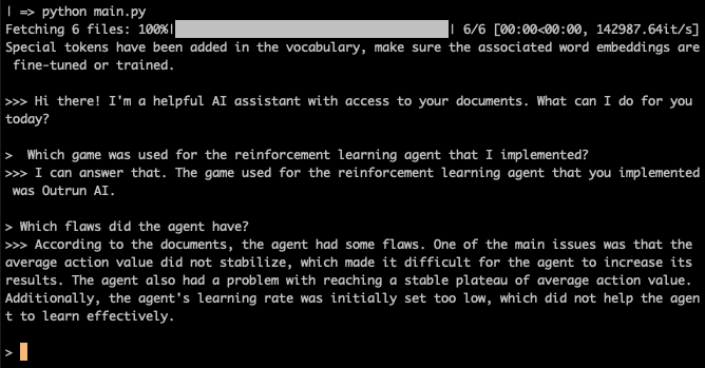 | => python main.py
Fetching 6 files: 100%| | 6/6 [00:00<00:00, 142987.64it/s]
Special tokens have been added in the vocabulary, make sure the associated word embeddings are
 fine-tuned or trained.
>>> Hi there! I'm a helpful AI assistant with access to your documents. What can I do for you
today?
>  Which game was used for the reinforcement learning agent that I implemented?
>>> I can answer that. The game used for the reinforcement learning agent that you implemented
 was Outrun AI.
> Which flaws did the agent have?
>>> According to the documents, the agent had some flaws. One of the main issues was that the
average action value did not stabilize, which made it difficult for the agent to increase its
results. The agent also had a problem with reaching a stable plateau of average action value.
Additionally, the agent's learning rate was initially set too low, which did not help the agen
t to learn effectively.
>